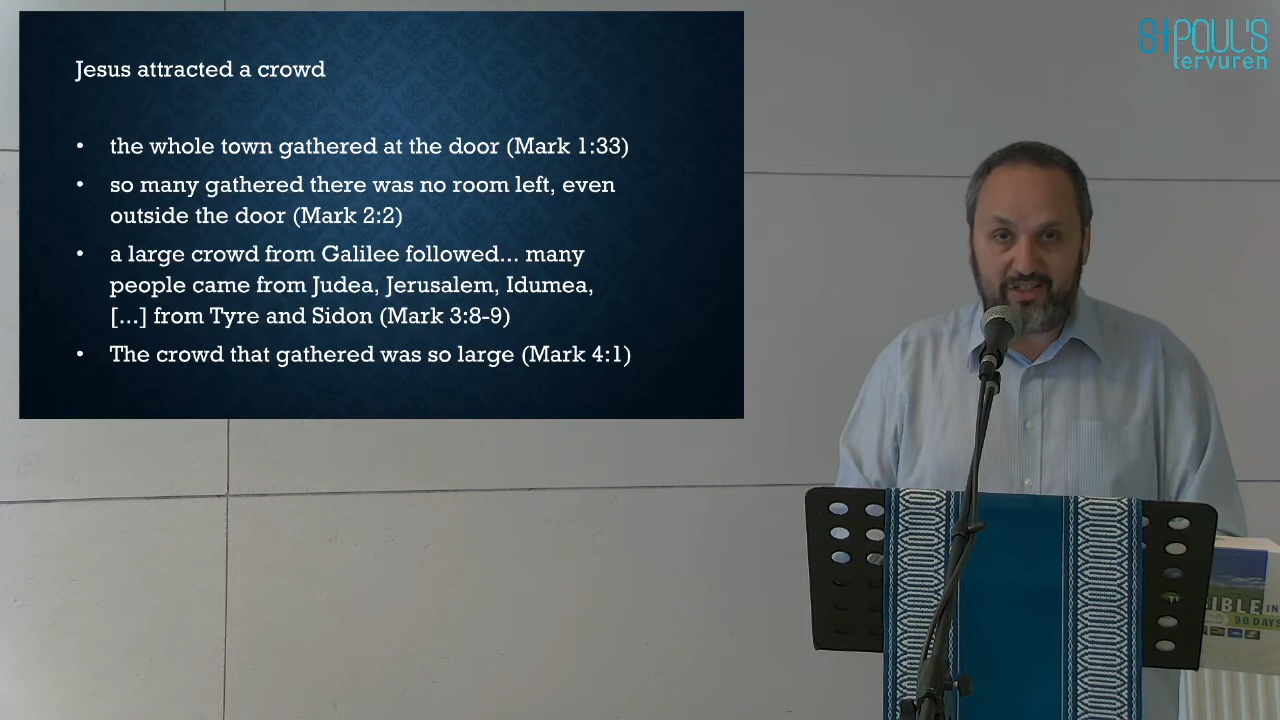 Jesus attracted a crowd
• the whole town gathered at the door (Mark 1:33)
• so many gathered there was no room left, even
outside the door (Mark 2:2)
• a large crowd from Galilee followed... many
people came from Judea, Jerusalem, Idumea,
[...] from Tyre and Sidon (Mark 3:8-9)
• The crowd that gathered was so large (Mark 4:1)
St PAUL'S
tervuren
BIBLE IN
90 DAYS